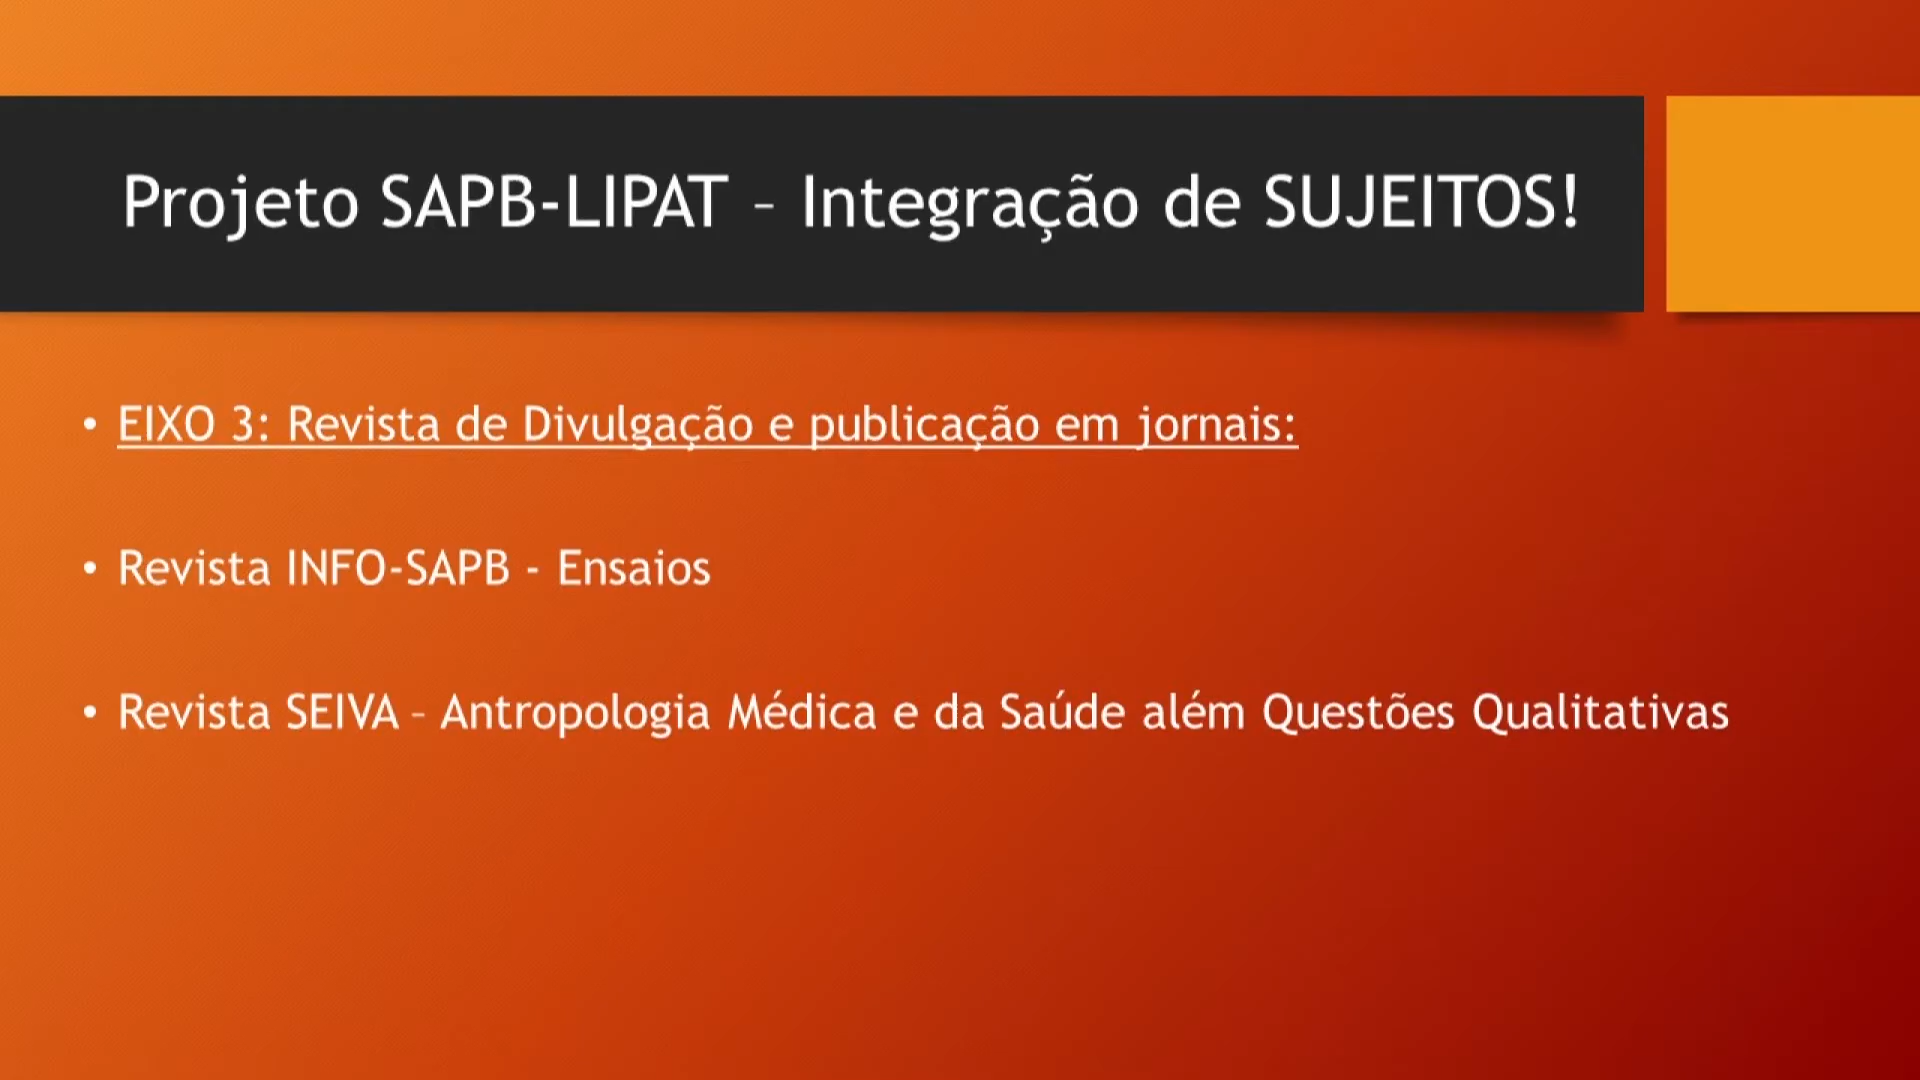 Projeto SAPB-LIPAT – Integração de SUJEITOS!
• EIXO 3: Revista de Divulgação e publicação em jornais:
• Revista INFO-SAPB - Ensaios
• Revista SEIVA – Antropologia Médica e da Saúde além Questões Qualitativas